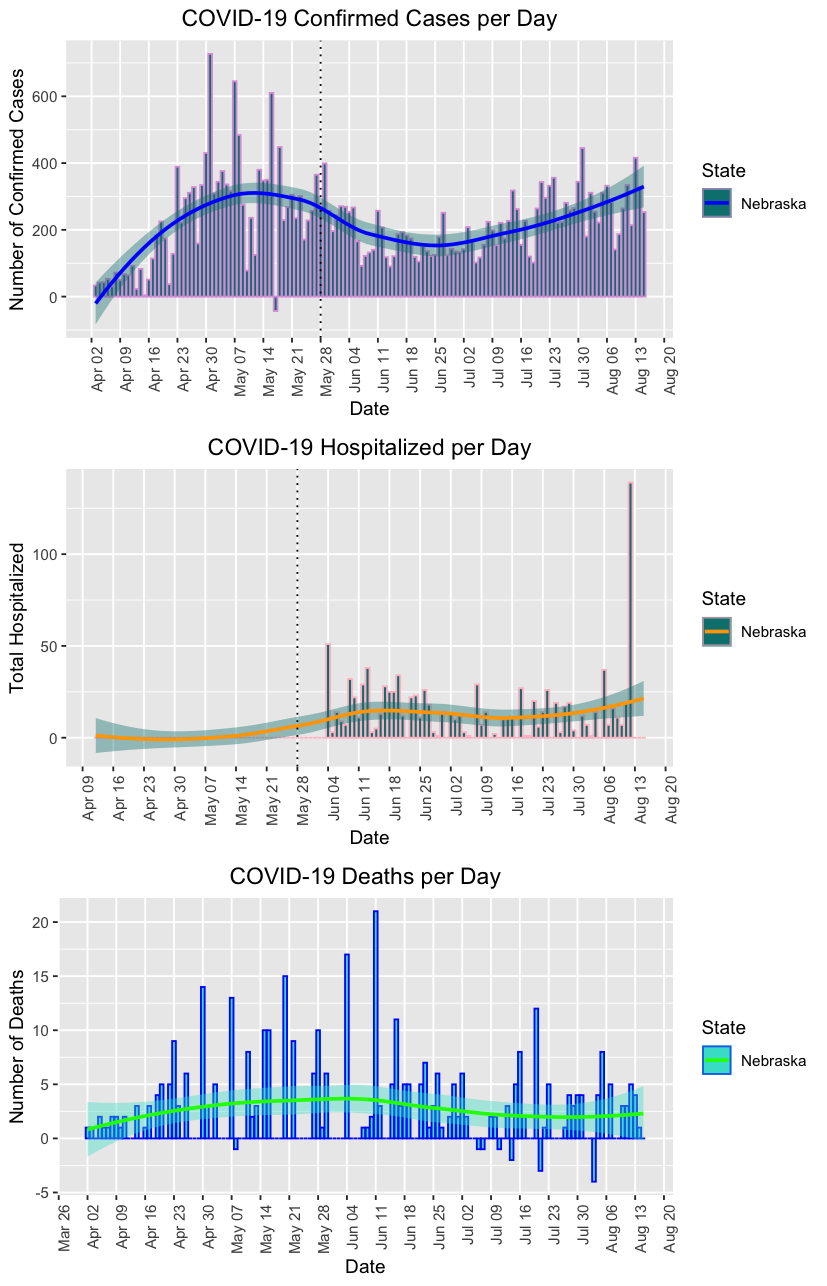 COVID-19 Confirmed Cases per Day
Number of Confirmed Cases
600
400
200
0
Apr 02
Apr 09
Apr 16
Apr 23
Apr 30
May 07
May 14
May 21
May 28
Jun 04
Jun 11
Jun 18
Jun 25
Jul 02
Jul 09
Jul 16
Jul 23
Jul 30
Aug 06
Aug 13
Aug 20
Date
State
Nebraska
COVID-19 Hospitalized per Day
Total Hospitalized
100
50
0
Apr 09
Apr 16
Apr 23
Apr 30
May 07
May 14
May 21
May 28
Jun 04
Jun 11
Jun 18
Jun 25
Jul 02
Jul 09
Jul 16
Jul 23
Jul 30
Aug 06
Aug 13
Aug 20
Date
State
Nebraska
COVID-19 Deaths per Day
Number of Deaths
20
15
10
5
0
-5
Mar 26
Apr 02
Apr 09
Apr 16
Apr 23
Apr 30
May 07
May 14
May 21
May 28
Jun 04
Jun 11
Jun 18
Jun 25
Jul 02
Jul 09
Jul 16
Jul 23
Jul 30
Aug 06
Aug 13
Aug 20
Date
State
Nebraska